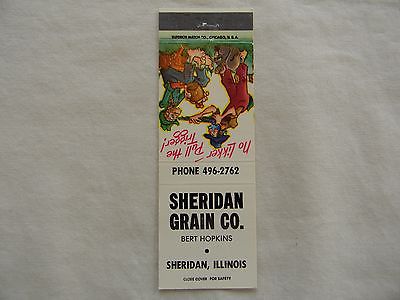 SUPERIOR MATCH CO., CHICAGO, U.S.A.
No likker
Pull the
Trigger!
PHONE 496-2762
SHERIDAN
GRAIN CO.
BERT HOPKINS
•
SHERIDAN, ILLINOIS
CLOSE COVER FOR SAFETY